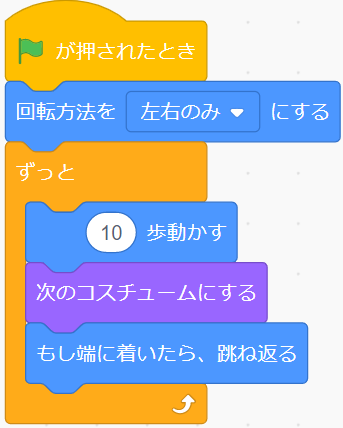 が押されたとき
回転方法を 左右のみ にする
ずっと
10 歩動かす
次のコスチュームにする
もし端に着いたら、跳ね返る